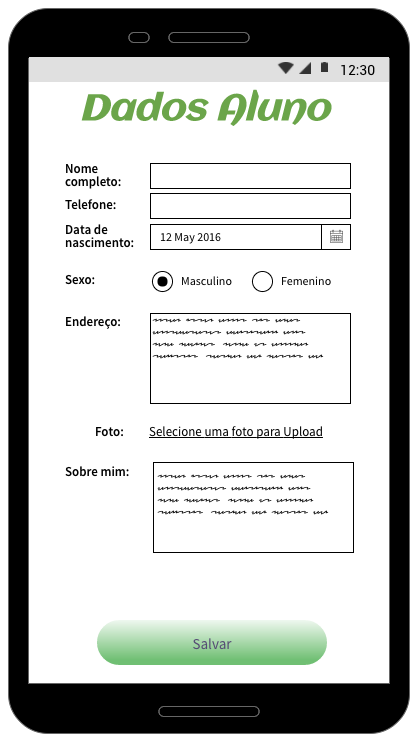 12:30
Dados Aluno
Nome
completo:
Telefone:
Data de
nascimento:
12 May 2016
Sexo:
Masculino
Femenino
Endereço:
Foto:
Selecione uma foto para Upload
Sobre mim:
Salvar